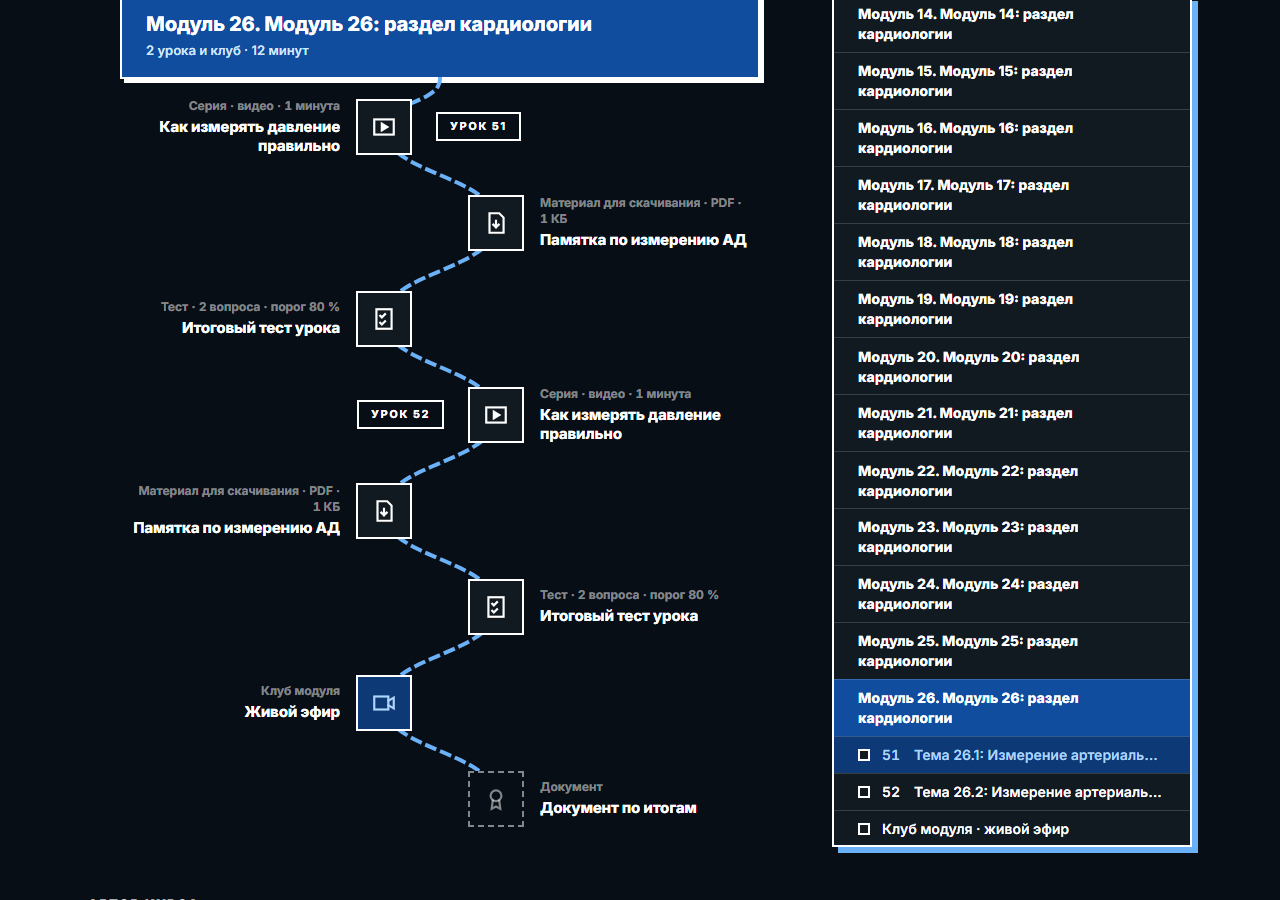 Модуль 26. Модуль 26: раздел кардиологии
2 урока и клуб · 12 минут
Серия · видео · 1 минута
Как измерять давление
правильно
УРОК 51
Материал для скачивания · PDF ·
1 КБ
Памятка по измерению АД
Тест · 2 вопроса · порог 80 %
Итоговый тест урока
УРОК 52
Серия · видео · 1 минута
Как измерять давление
правильно
Материал для скачивания · PDF ·
1 КБ
Памятка по измерению АД
Тест · 2 вопроса · порог 80 %
Итоговый тест урока
Клуб модуля
Живой эфир
Документ
Документ по итогам
Модуль 14. Модуль 14: раздел
кардиологии
Модуль 15. Модуль 15: раздел
кардиологии
Модуль 16. Модуль 16: раздел
кардиологии
Модуль 17. Модуль 17: раздел
кардиологии
Модуль 18. Модуль 18: раздел
кардиологии
Модуль 19. Модуль 19: раздел
кардиологии
Модуль 20. Модуль 20: раздел
кардиологии
Модуль 21. Модуль 21: раздел
кардиологии
Модуль 22. Модуль 22: раздел
кардиологии
Модуль 23. Модуль 23: раздел
кардиологии
Модуль 24. Модуль 24: раздел
кардиологии
Модуль 25. Модуль 25: раздел
кардиологии
Модуль 26. Модуль 26: раздел
кардиологии
51 Тема 26.1: Измерение артериаль...
52 Тема 26.2: Измерение артериаль...
Клуб модуля · живой эфир